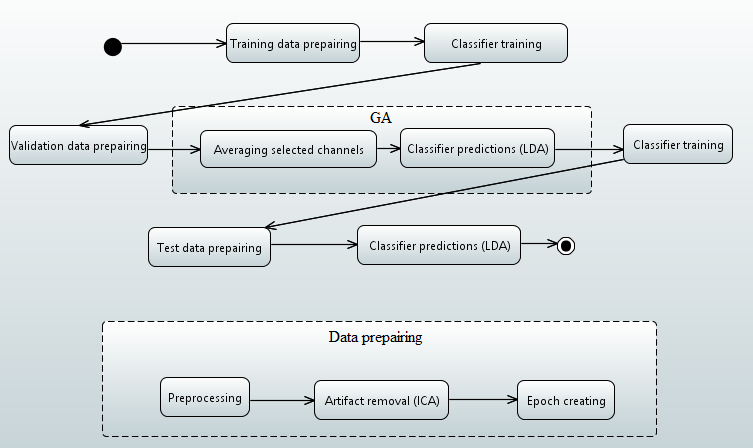 Training data prepairing
Classifier training
GA
Validation data prepairing
Averaging selected channels
Classifier predictions (LDA)
Classifier training
Test data prepairing
Classifier predictions (LDA)
Data prepairing
Preprocessing
Artifact removal (ICA)
Epoch creating